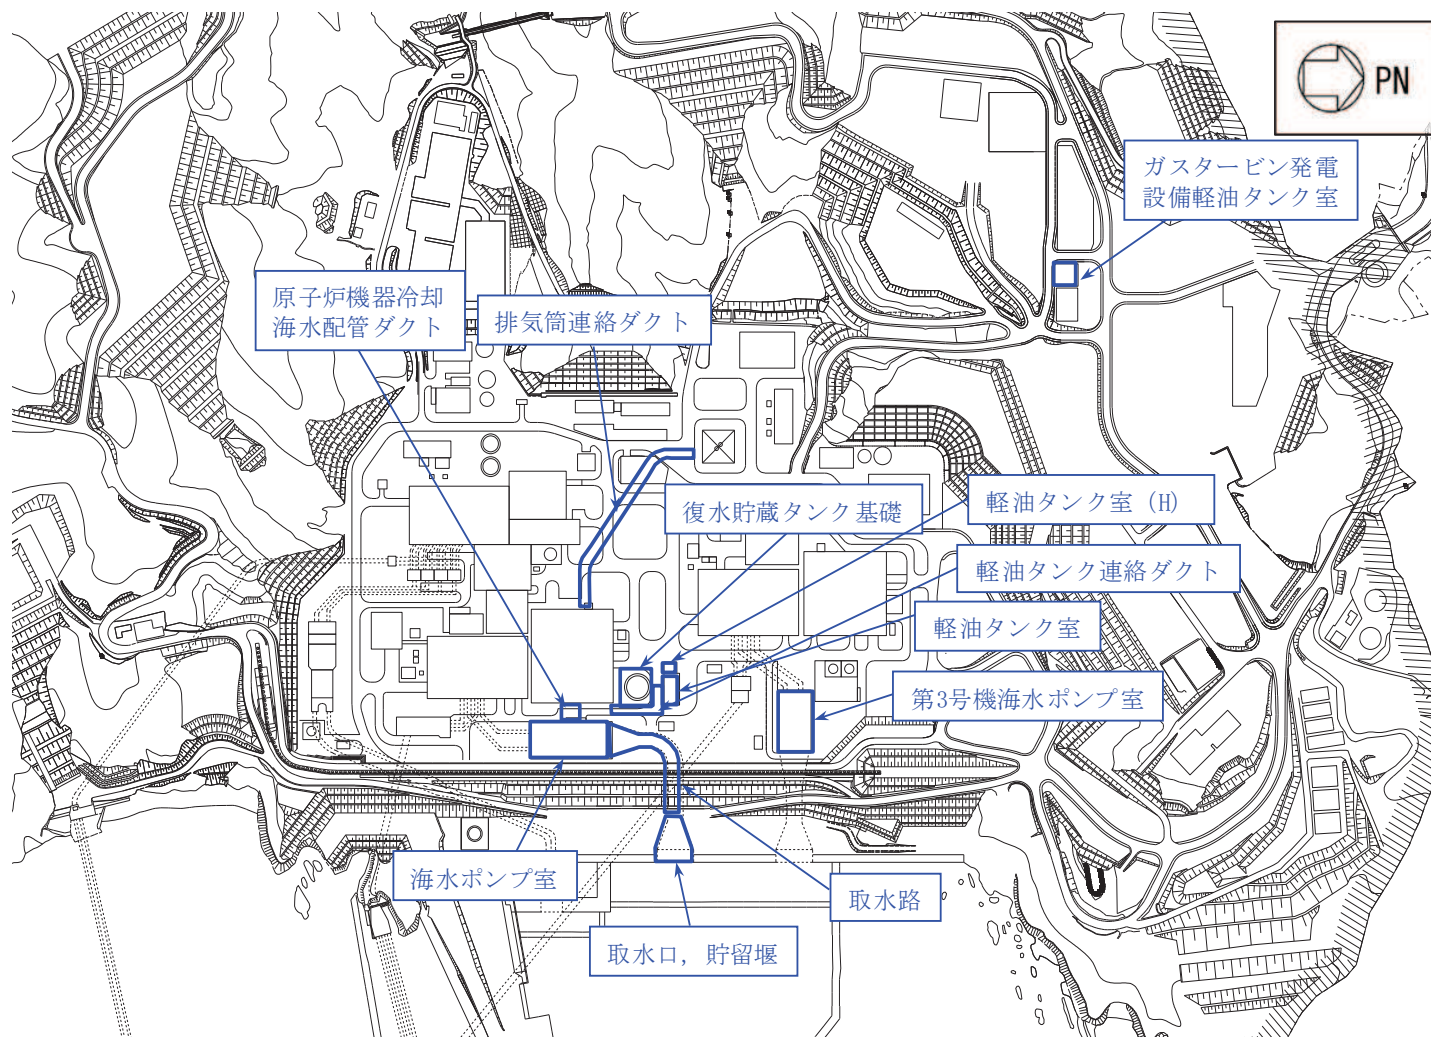 PN
ガスタービン発電
設備軽油タンク室
原子炉機器冷却
海水配管ダクト
排気筒連絡ダクト
復水貯蔵タンク基礎
軽油タンク室 (H)
軽油タンク連絡ダクト
軽油タンク室
第3号機海水ポンプ室
海水ポンプ室
取水路
取水口，貯留堰